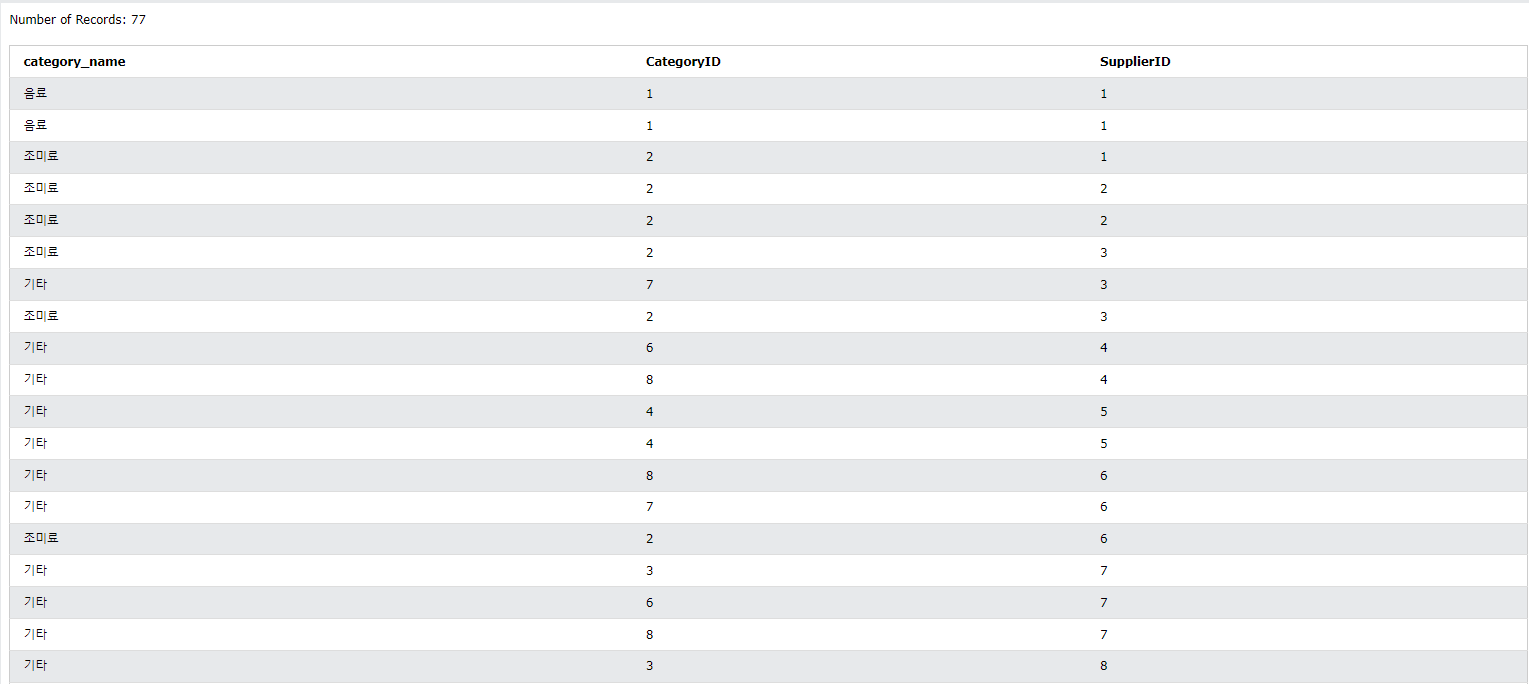 Number of Records: 77
category_name CategoryID SupplierID
음료 1 1
음료 1 1
조미료 2 1
조미료 2 2
조미료 2 2
조미료 2 3
기타 7 3
조미료 2 3
기타 6 4
기타 8 4
기타 4 5
기타 4 5
기타 8 6
기타 7 6
조미료 2 6
기타 3 7
기타 6 7
기타 8 7
기타 3 8